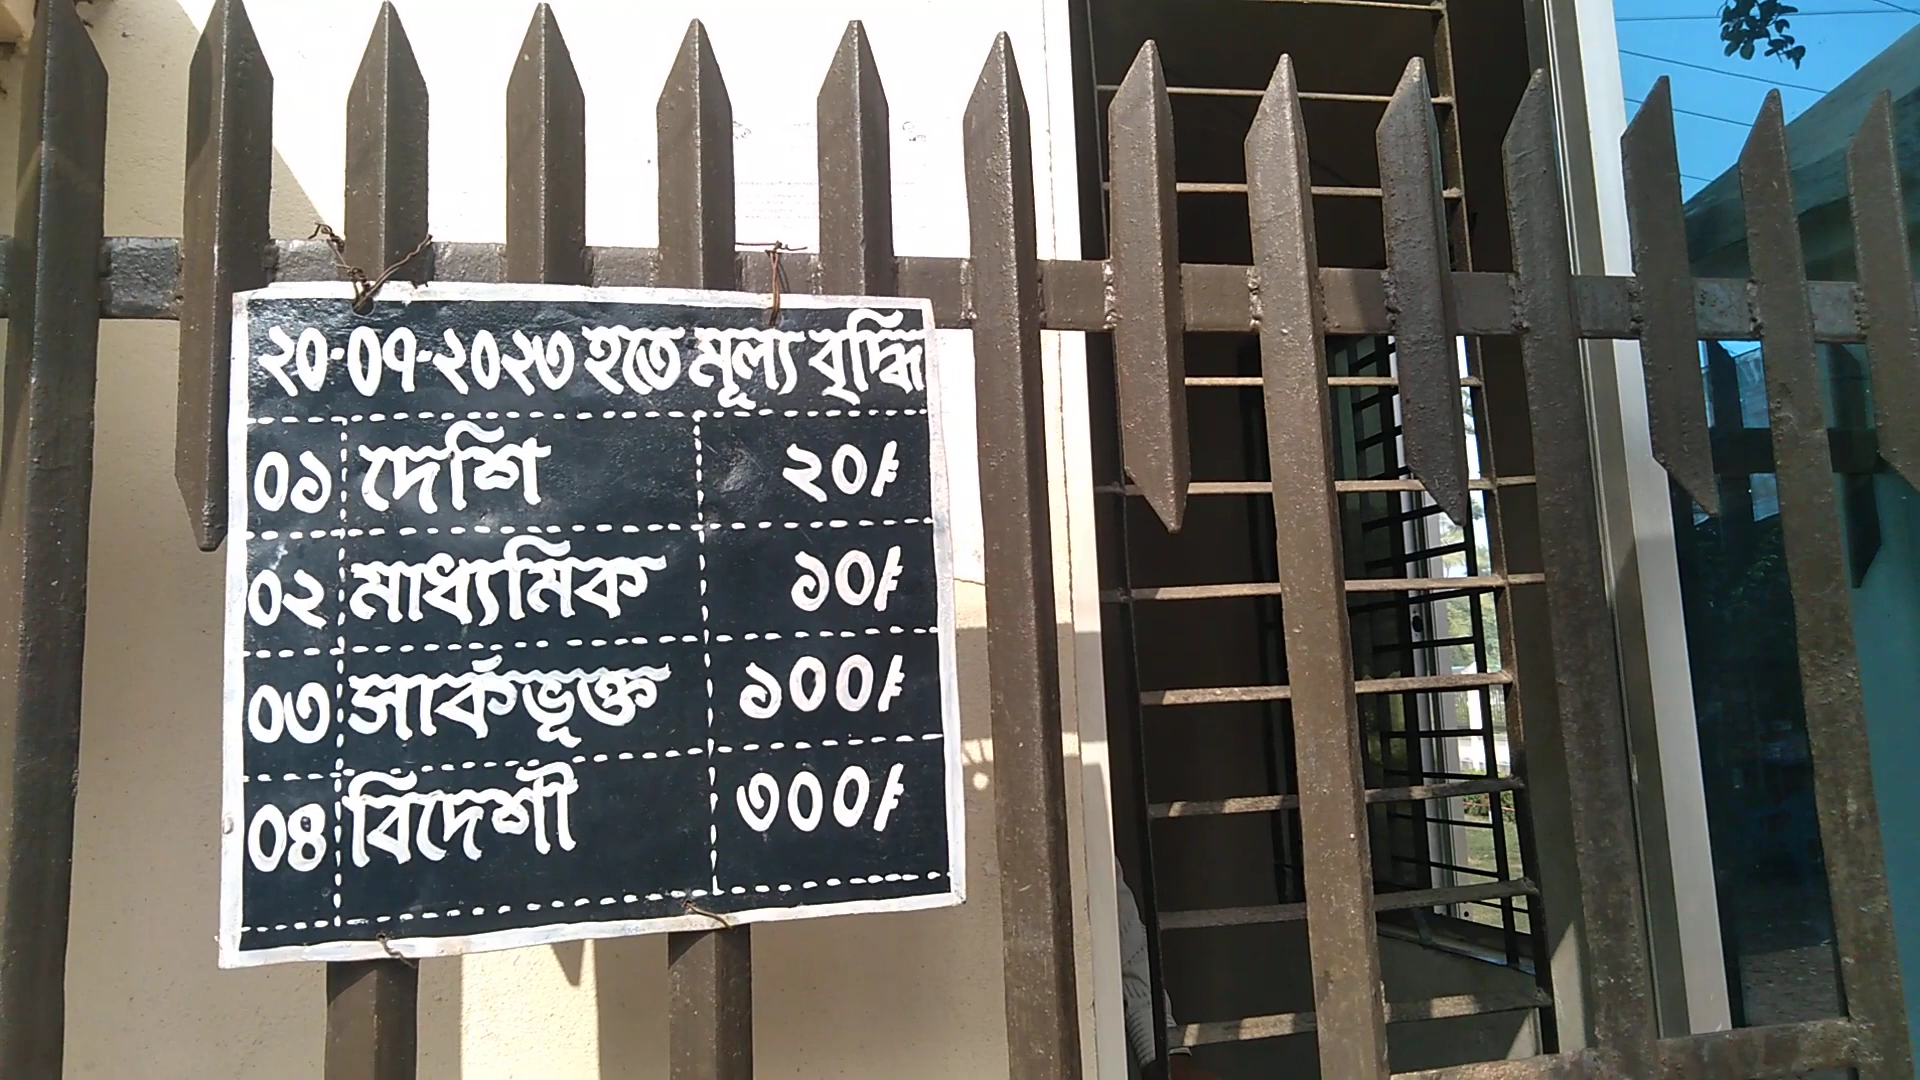 ২০-০৭-২০২৩ হতে মূল্য বৃদ্ধি
০১ দেশি ২০/=
০২ মাধ্যমিক ১০/=
০৩ সার্কভূক্ত ১০০/=
০৪ বিদেশী ৩০০/=